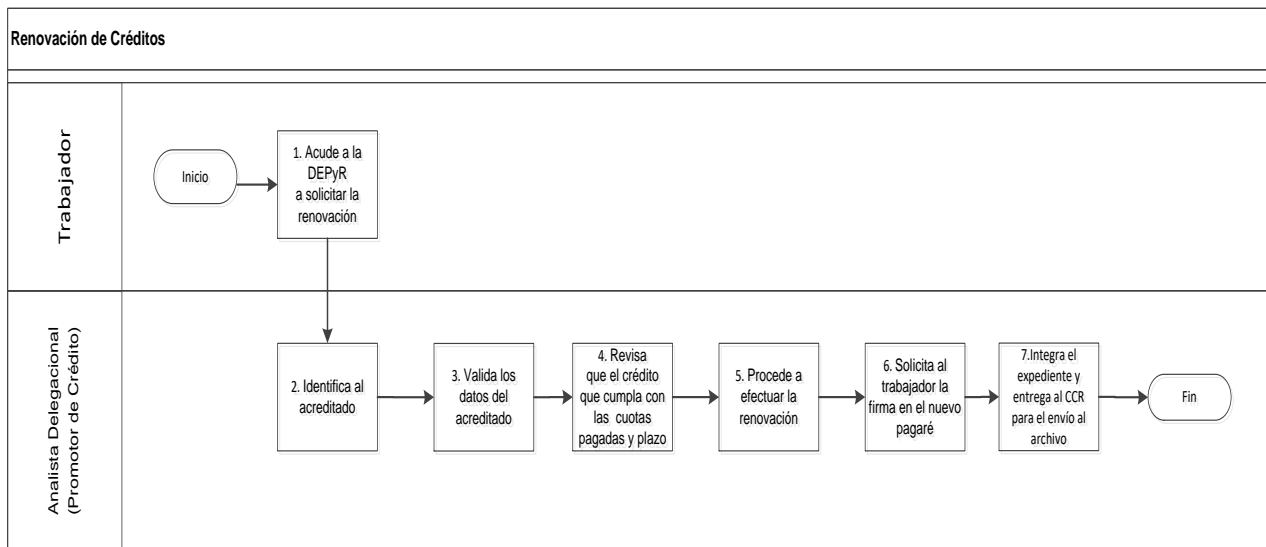 Renovación de Créditos
Trabajador
Inicio
1. Acude a la
DEPyR
a solicitar la
renovación
Analista Delegacional
(Promotor de Crédito)
2. Identifica al
acreditado
3. Valida los
datos del
acreditado
4. Revisa
que el crédito
que cumpla con
las cuotas
pagadas y plazo
5. Procede a
efectuar la
renovación
6. Solicita al
trabajador la
firma en el nuevo
pagaré
7.Integra el
expediente y
entrega al CCR
para el envío al
archivo
Fin